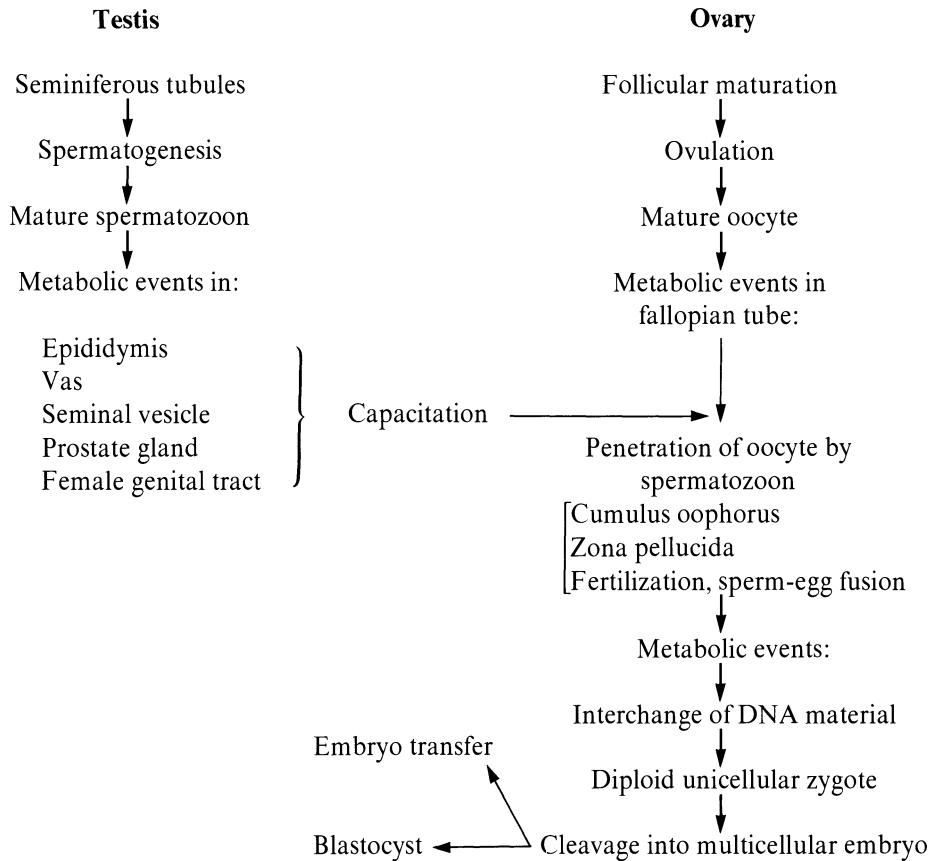 Testis
Seminiferous tubules
Spermatogenesis
Mature spermatozoon
Metabolic events in:
Epididymis
Vas
Seminal vesicle
Prostate gland
Female genital tract
Capacitation
Ovary
Follicular maturation
Ovulation
Mature oocyte
Metabolic events in
fallopian tube:
Penetration of oocyte by
spermatozoon
Cumulus oophorus
Zona pellucida
Fertilization, sperm-egg fusion
Metabolic events:
Interchange of DNA material
Diploid unicellular zygote
Cleavage into multicellular embryo
Embryo transfer
Blastocyst